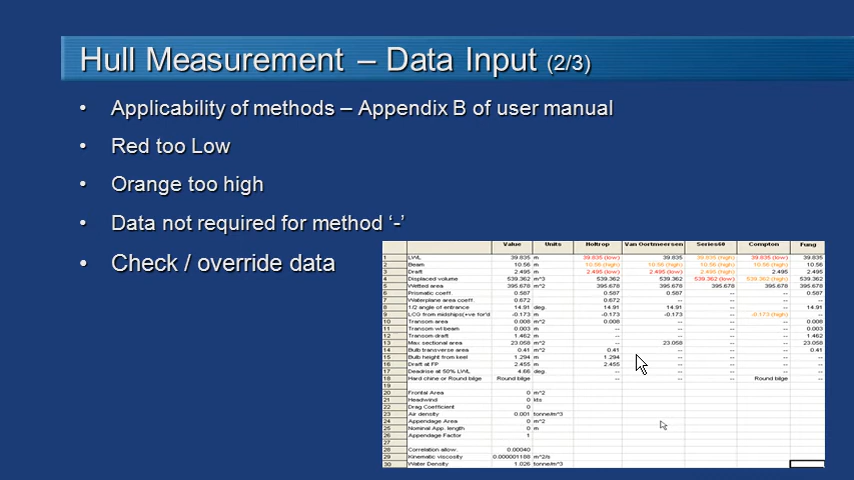 Hull Measurement – Data Input (2/3)
• Applicability of methods – Appendix B of user manual
• Red too Low
• Orange too high
• Data not required for method ‘-’
• Check / override data
Value Units Holtrop Van Oortmerssen Series60 Compton Fung
1 LWL 39.835 m 39.835 (low) 39.835 39.835 (high) 39.835 (low) 39.835
2 Beam 10.56 m 10.56 (high) 10.56 (high) 10.56 (high) 10.56 (high) 10.56
3 Draft 2.495 m 2.495 (low) 2.495 (low) 2.495 (high) 2.495 2.495
4 Displaced volume 539.362 m^3 539.362 539.362 539.362 (low) 539.362 (high) 539.362
5 Wetted area 395.678 m^2 395.678 395.678 395.678 395.678 395.678
6 Prismatic coeff. 0.587 0.587 0.587 -- -- 0.587
7 Waterplane area coeff. 0.672 0.672 -- -- -- --
8 1/2 angle of entrance 14.91 deg. 14.91 14.91 -- -- 14.91
9 LCG from midships(+ve for'd -0.173 m -0.173 -0.173 -- -0.173 (high) --
10 Transom area 0.008 m^2 0.008 -- -- -- 0.008
11 Transom wl beam 0.003 m -- -- -- -- 0.003
12 Transom draft 1.462 m -- -- -- -- 1.462
13 Max sectional area 23.058 m^2 -- 23.058 -- -- 23.058
14 Bulb transverse area 0.41 m^2 0.41 -- -- -- 0.41
15 Bulb height from keel 1.294 m 1.294 -- -- --
16 Draft at FP 2.455 m 2.455 -- -- -- --
17 Deadrise at 50% LWL 4.66 deg. -- -- -- -- --
18 Hard chine or Round bilge Round bilge -- -- -- Round bilge --
19
20 Frontal Area 0 m^2
21 Headwind 0 kts
22 Drag Coefficient 0
23 Air density 0.001 tonne/m^3
24 Appendage Area 0 m^2
25 Nominal App. length 0 m
26 Appendage Factor 1
27
28 Correlation allow. 0.00040
29 Kinematic viscosity 0.000001188 m^2/s
30 Water Density 1.026 tonne/m^3